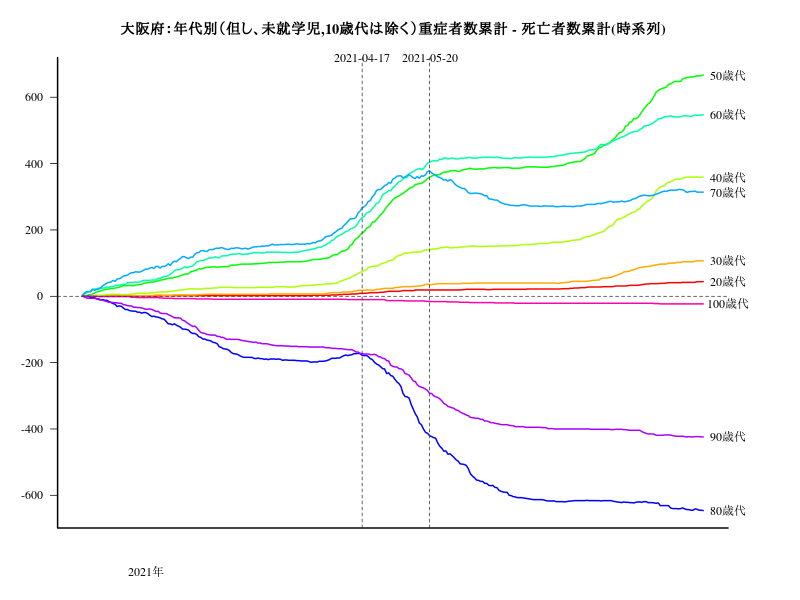 大阪府：年代別（但し、未就学児,10歳代は除く）重症者数累計 - 死亡者数累計(時系列)
2021-04-17
2021-05-20
600
400
200
0
-200
-400
-600
50歳代
60歳代
40歳代
70歳代
30歳代
20歳代
100歳代
90歳代
80歳代
2021年